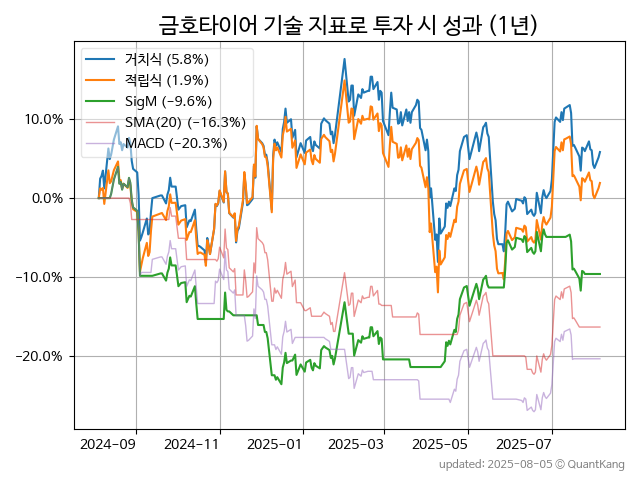 금호타이어 기술 지표로 투자 시 성과 (1년)
거치식 (5.8%)
적립식 (1.9%)
SigM (−9.6%)
SMA(20) (−16.3%)
MACD (−20.3%)
10.0%
0.0%
−10.0%
−20.0%
2024-09 2024-11 2025-01 2025-03 2025-05 2025-07
updated: 2025-08-05 © QuantKang